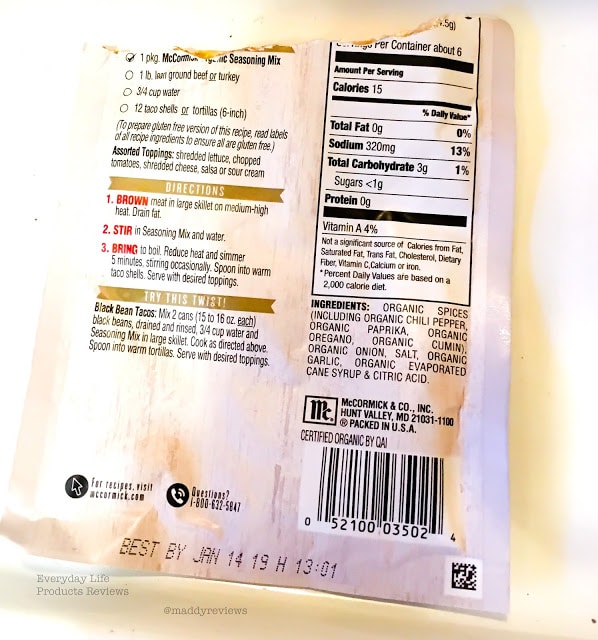 1 pkg. McCormick Organic Seasoning Mix
1 lb. lean ground beef or turkey
3/4 cup water
12 taco shells or tortillas (6-inch)
(To prepare gluten free version of this recipe, read labels
of all recipe ingredients to ensure all are gluten free.)
Assorted Toppings: shredded lettuce, chopped
tomatoes, shredded cheese, salsa or sour cream
DIRECTIONS
1. BROWN meat in large skillet on medium-high
heat. Drain fat.
2. STIR in Seasoning Mix and water.
3. BRING to boil. Reduce heat and simmer
5 minutes, stirring occasionally. Spoon into warm
taco shells. Serve with desired toppings.
TRY THIS TWIST!
Black Bean Tacos: Mix 2 cans (15 to 16 oz. each)
black beans, drained and rinsed, 3/4 cup water and
Seasoning Mix in large skillet. Cook as directed above.
Spoon into warm tortillas. Serve with desired toppings.
For recipes, visit
mccormick.com
Questions?
1-800-632-5847
.5g)
Per Container about 6
Amount Per Serving
Calories 15
% Daily Value*
Total Fat 0g 0%
Sodium 320mg 13%
Total Carbohydrate 3g 1%
Sugars <1g
Protein 0g
Vitamin A 4%
Not a significant source of Calories from Fat,
Saturated Fat, Trans Fat, Cholesterol, Dietary
Fiber, Vitamin C, Calcium or iron.
*Percent Daily Values are based on a
2,000 calorie diet.
INGREDIENTS: ORGANIC SPICES
(INCLUDING ORGANIC CHILI PEPPER,
ORGANIC PAPRIKA, ORGANIC
OREGANO, ORGANIC CUMIN),
ORGANIC ONION, SALT, ORGANIC
GARLIC, ORGANIC EVAPORATED
CANE SYRUP & CITRIC ACID.
Mc. McCORMICK & CO., INC.
HUNT VALLEY, MD 21031-1100
® PACKED IN U.S.A.
CERTIFIED ORGANIC BY QAI
0 52100 03502 4
BEST BY JAN 14 19 H 13:01
Everyday Life
Products Reviews
@maddyreviews